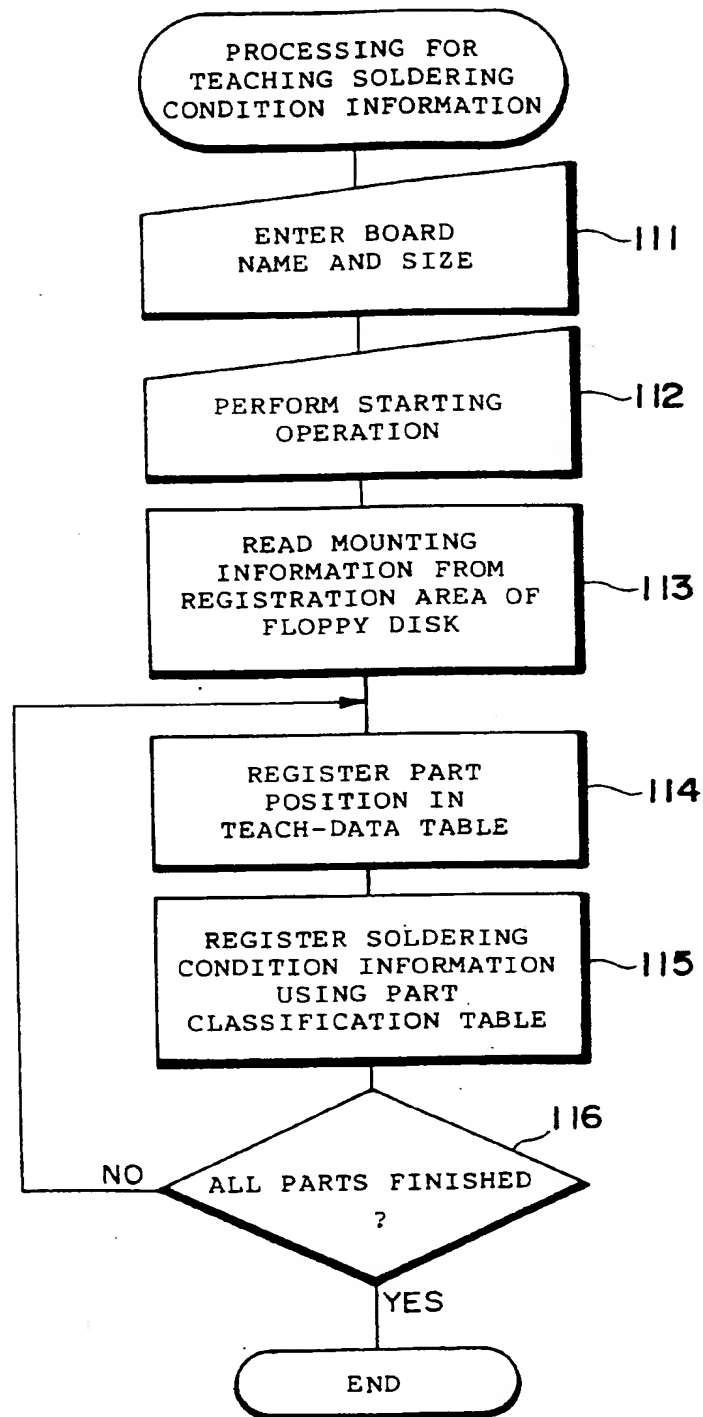 PROCESSING FOR
TEACHING SOLDERING
CONDITION INFORMATION
ENTER BOARD
NAME AND SIZE
111
PERFORM STARTING
OPERATION
112
READ MOUNTING
INFORMATION FROM
REGISTRATION AREA OF
FLOPPY DISK
113
REGISTER PART
POSITION IN
TEACH-DATA TABLE
114
REGISTER SOLDERING
CONDITION INFORMATION
USING PART
CLASSIFICATION TABLE
115
116
ALL PARTS FINISHED
?
NO
YES
END